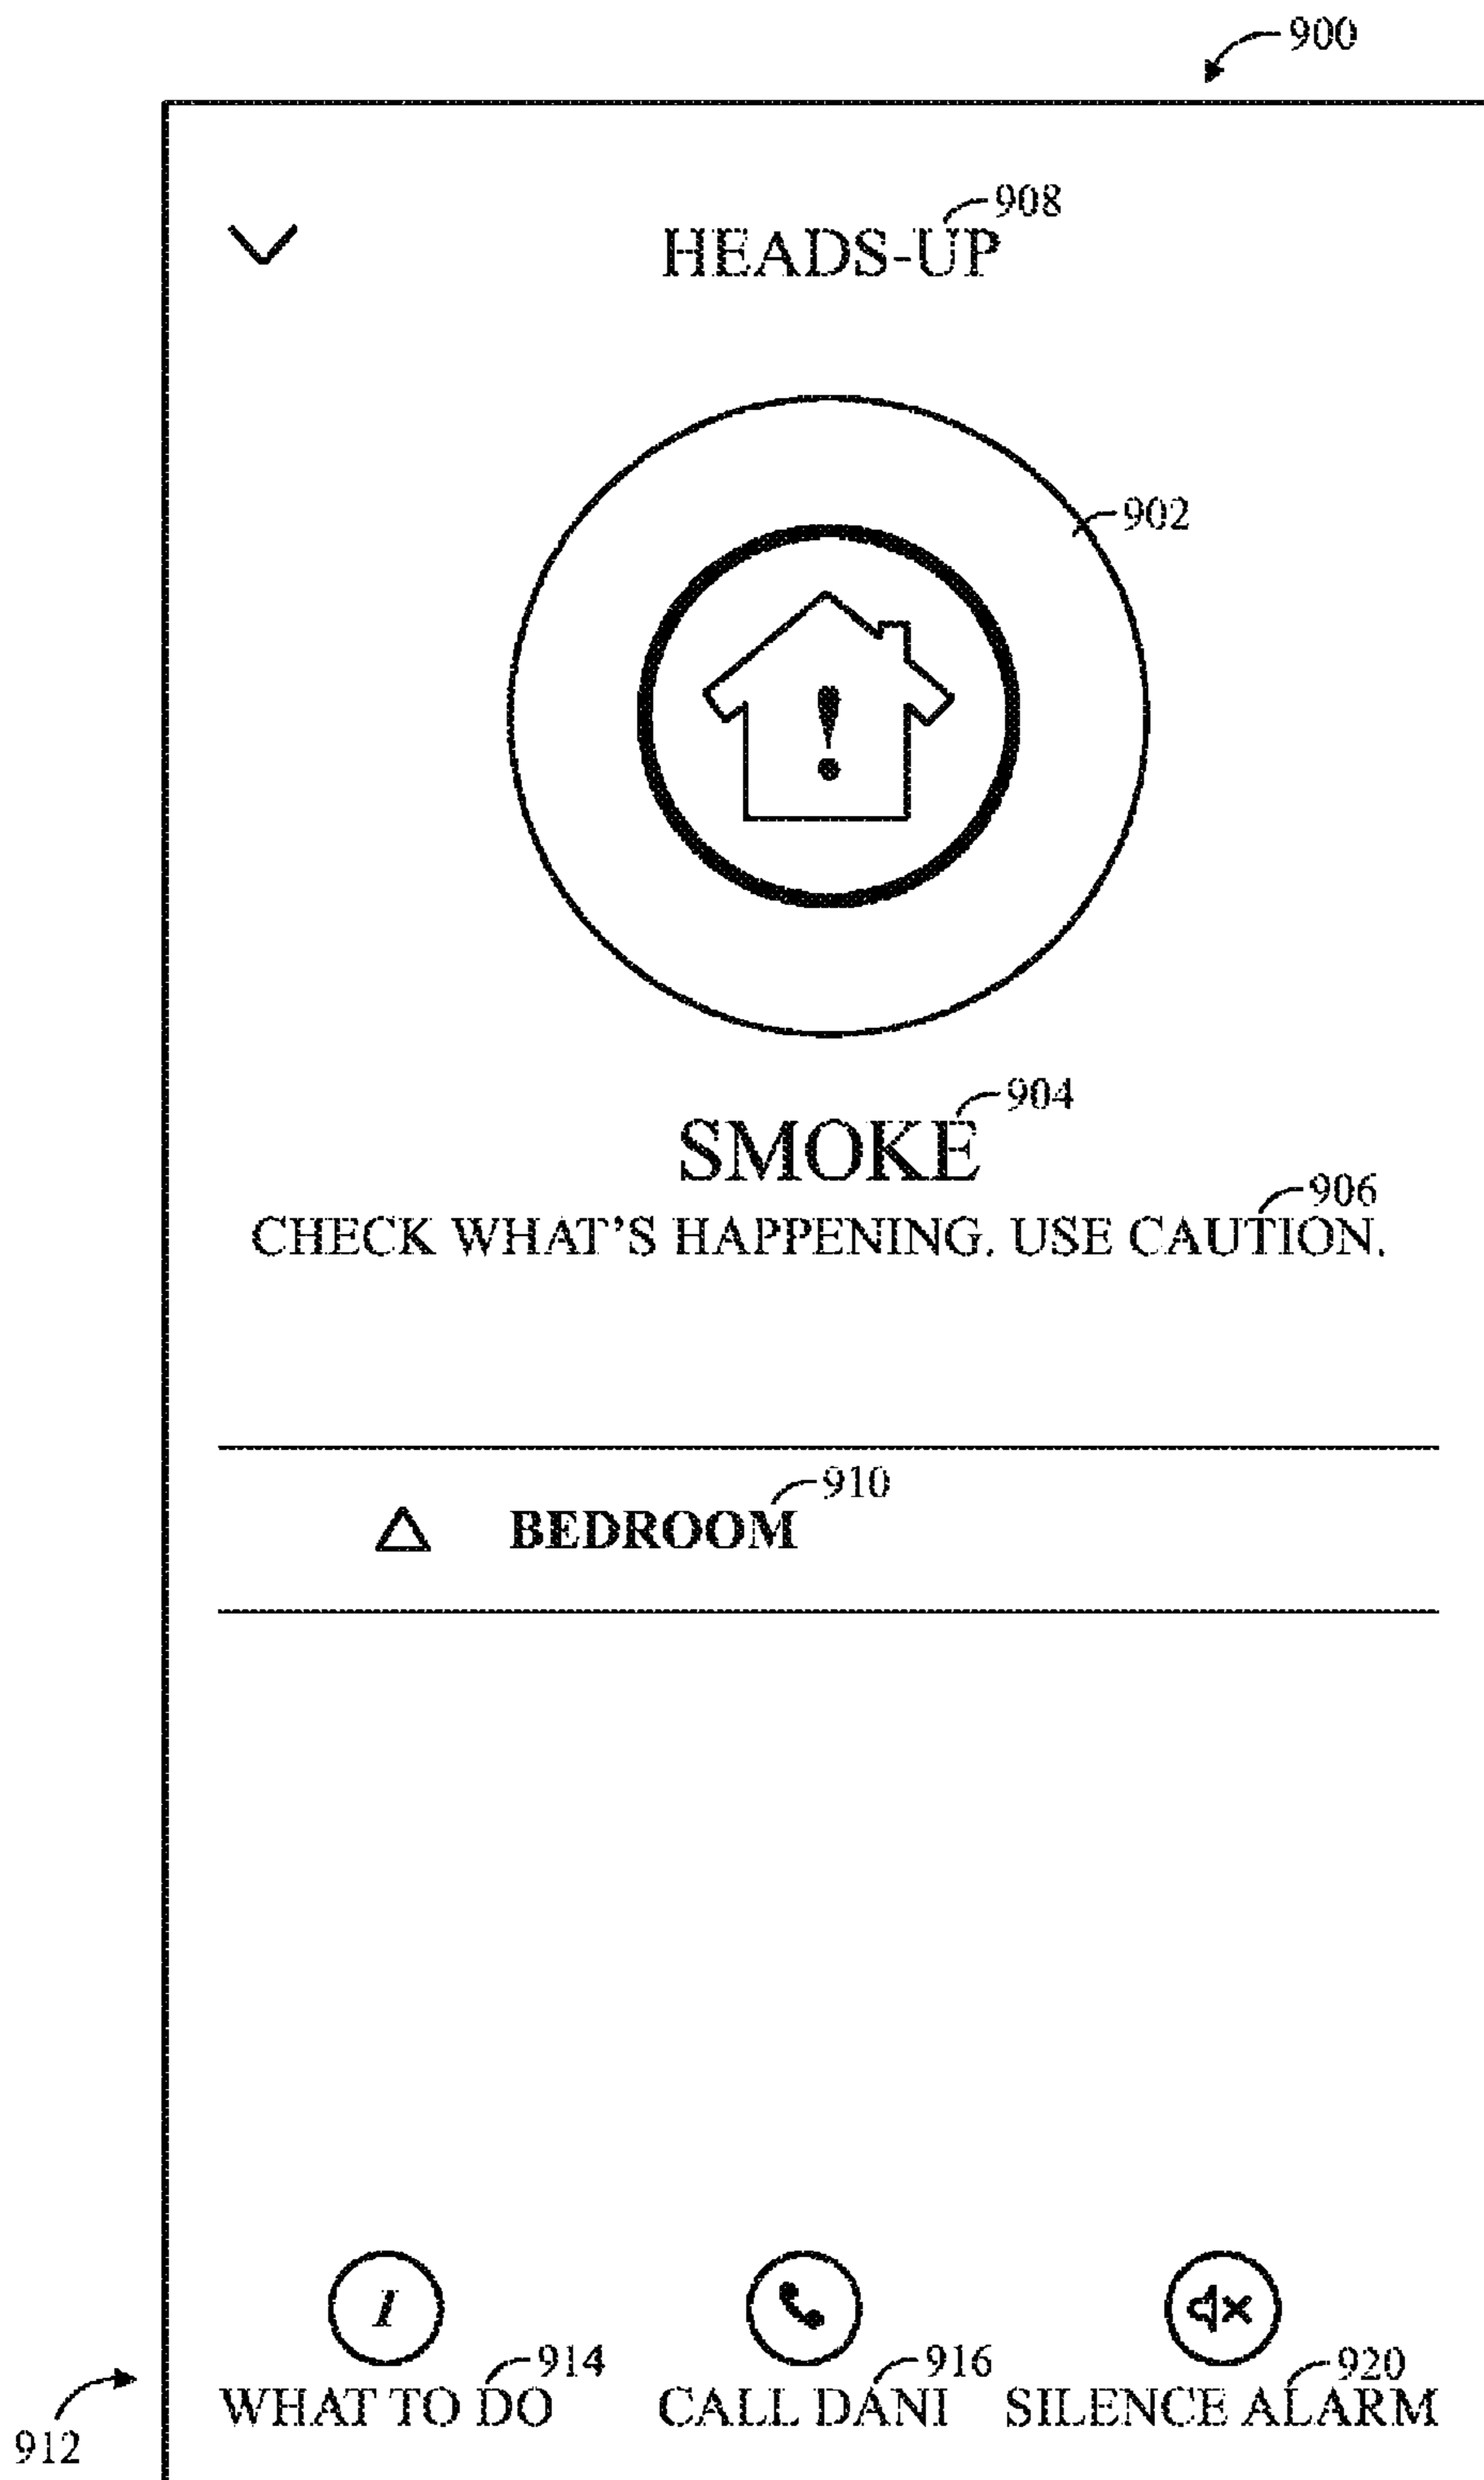 900
908
HEADS-UP
902
!
904
SMOKE
906
CHECK WHAT'S HAPPENING. USE CAUTION.
910
BEDROOM
I
914
916
920
WHAT TO DO
CALL DANI
SILENCE ALARM
912